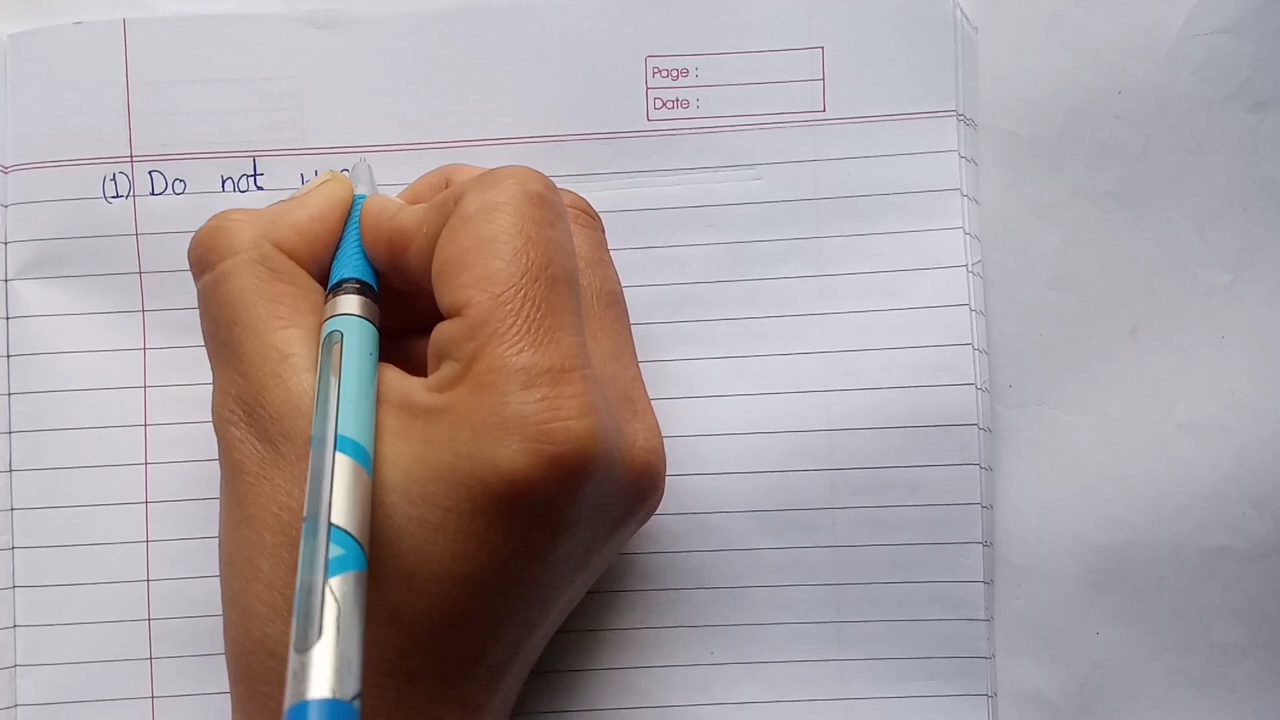 Page :
Date :
(1) Do not